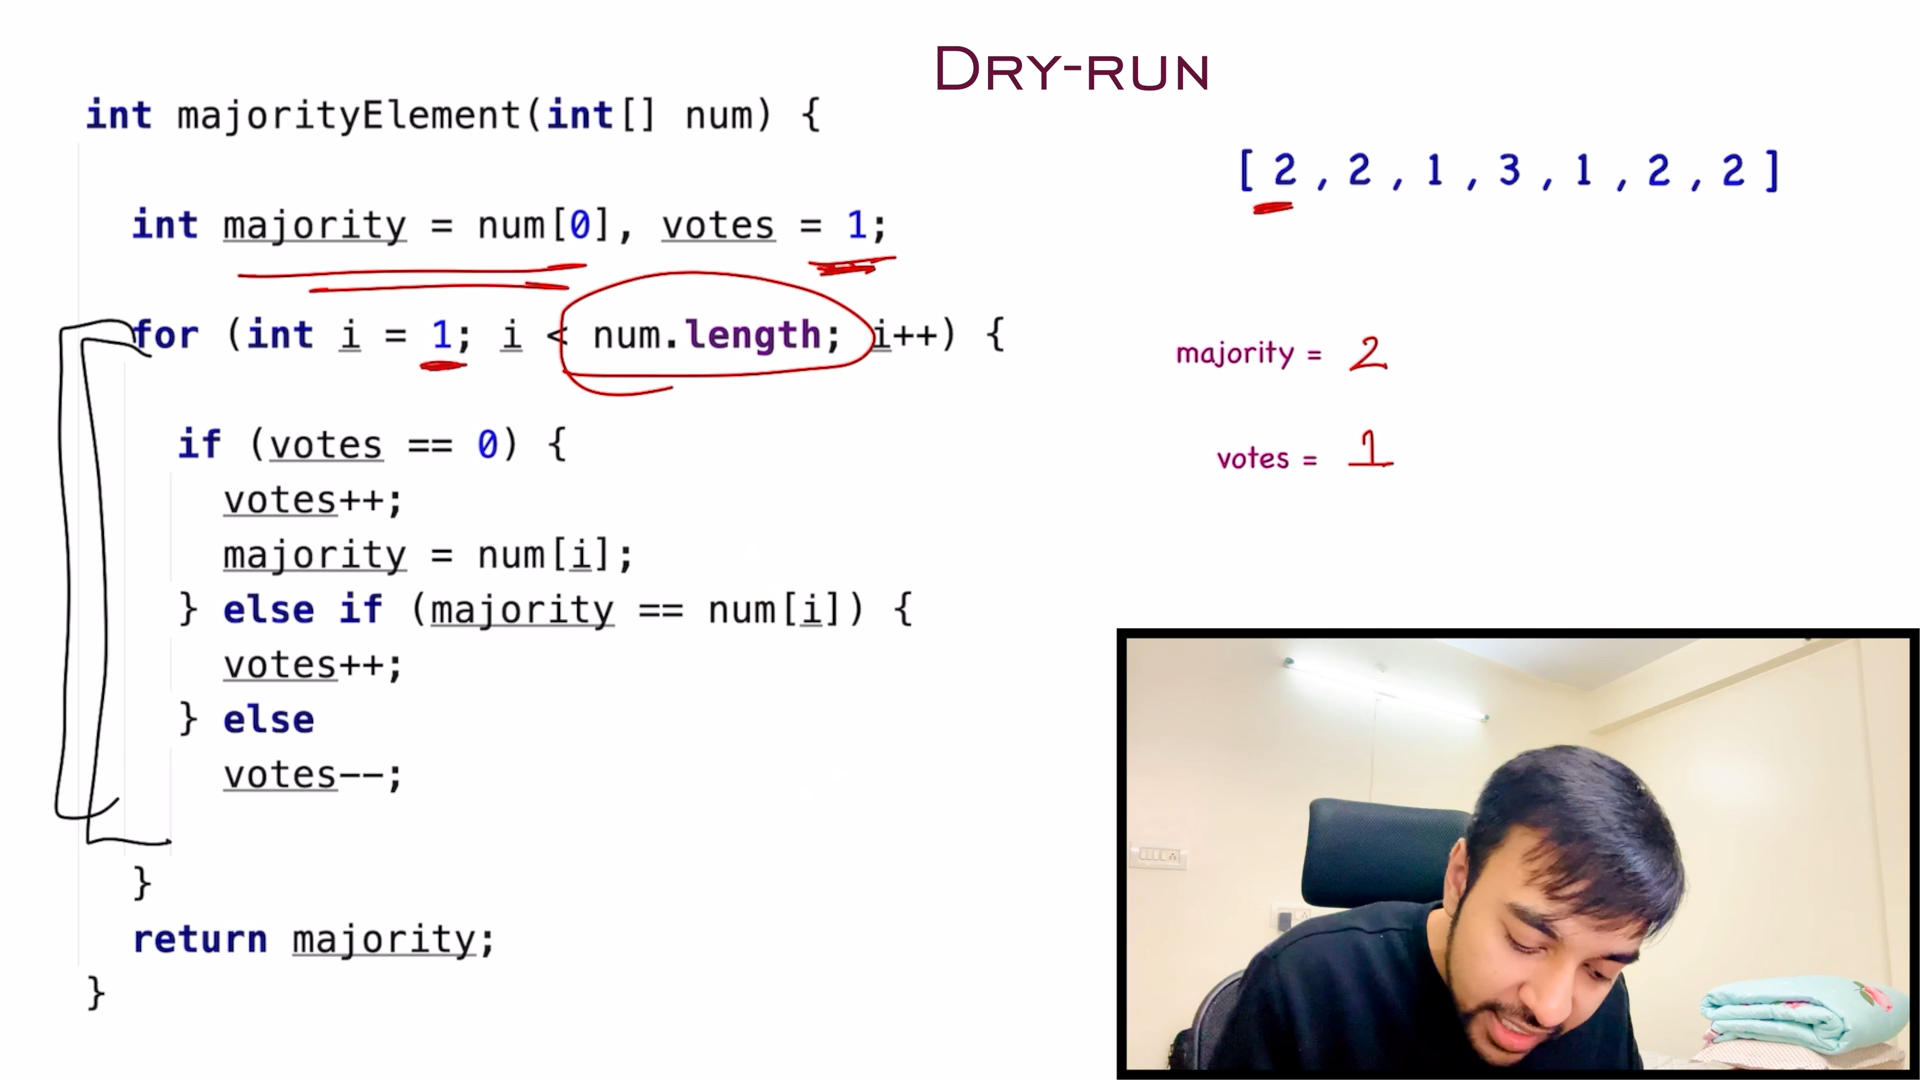 DRY-RUN
int majorityElement(int[] num) {
int majority = num[0], votes = 1;
for (int i = 1; i < num.length; i++) {
if (votes == 0) {
votes++;
majority = num[i];
} else if (majority == num[i]) {
votes++;
} else
votes--;
}
return majority;
}
[ 2 , 2 , 1 , 3 , 1 , 2 , 2 ]
majority = 2
votes = 1